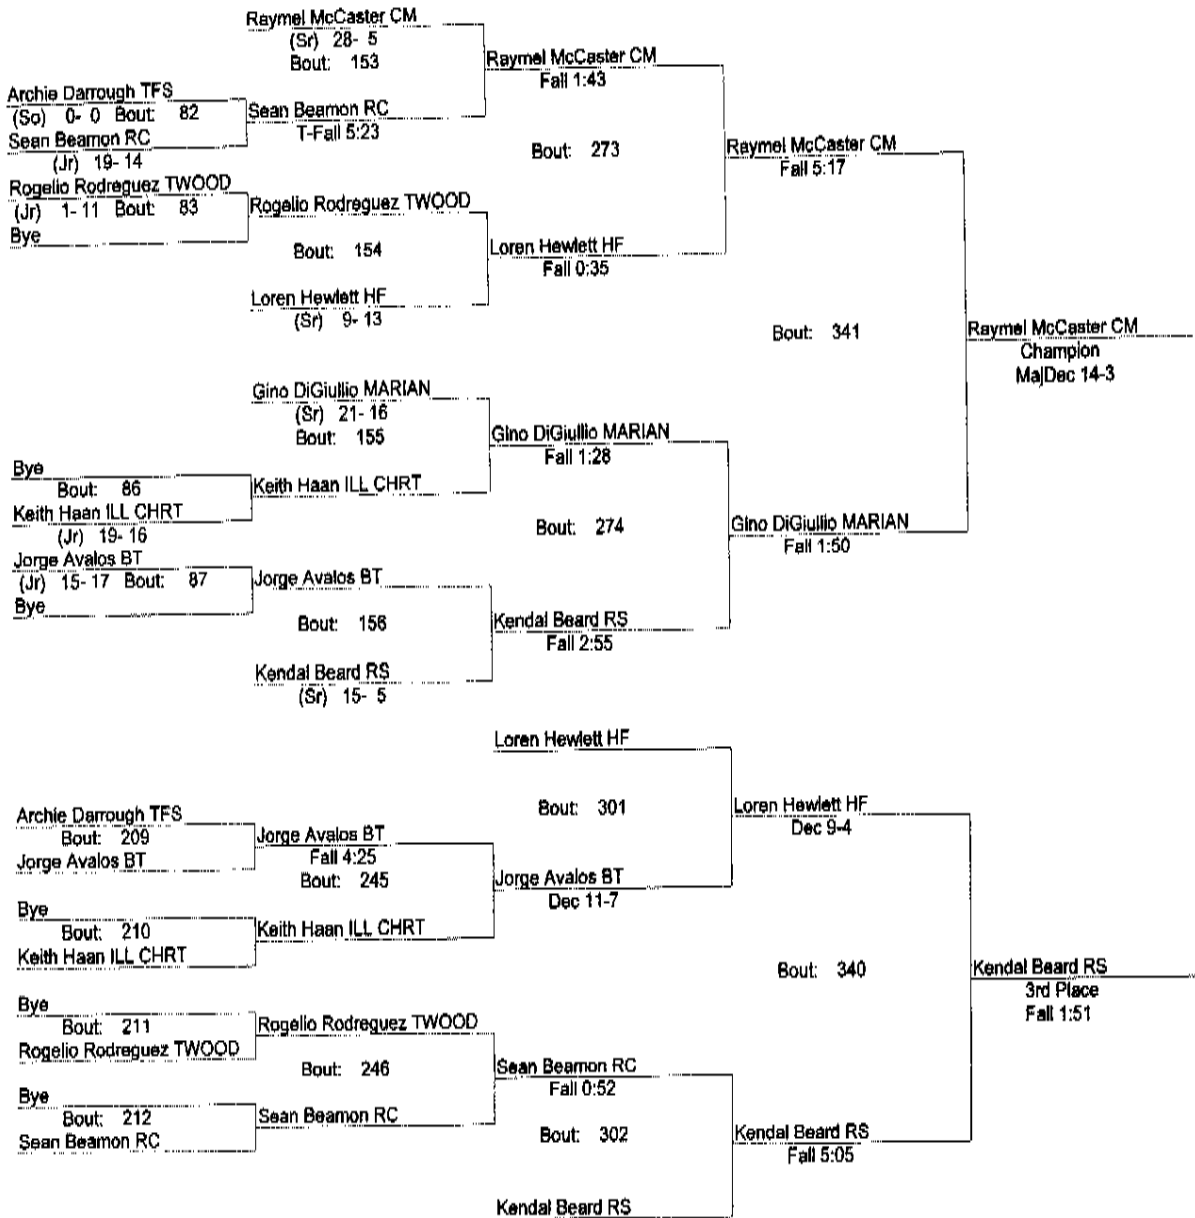 Raymel McCaster CM
(Sr) 28- 5
Bout: 153
Raymel McCaster CM
Fall 1:43
Archie Darrough TFS
(So) 0- 0 Bout: 82
Sean Beamon RC
T-Fall 5:23
Sean Beamon RC
(Jr) 19- 14
Bout: 273
Raymel McCaster CM
Fall 5:17
Rogelio Rodreguez TWOOD
(Jr) 1- 11 Bout: 83
Rogelio Rodreguez TWOOD
Bye
Bout: 154
Loren Hewlett HF
Fall 0:35
Loren Hewlett HF
(Sr) 9- 13
Bout: 341
Raymel McCaster CM
Champion
MajDec 14-3
Gino DiGiullio MARIAN
(Sr) 21- 16
Bout: 155
Gino DiGiullio MARIAN
Fall 1:28
Bye
Bout: 86
Keith Haan ILL CHRT
Keith Haan ILL CHRT
(Jr) 19- 16
Bout: 274
Gino DiGiullio MARIAN
Fall 1:50
Jorge Avalos BT
(Jr) 15- 17 Bout: 87
Jorge Avalos BT
Bye
Bout: 156
Kendal Beard RS
Fall 2:55
Kendal Beard RS
(Sr) 15- 5
Loren Hewlett HF
Bout: 301
Loren Hewlett HF
Dec 9-4
Archie Darrough TFS
Bout: 209
Jorge Avalos BT
Jorge Avalos BT
Fall 4:25
Bout: 245
Jorge Avalos BT
Dec 11-7
Bye
Bout: 210
Keith Haan ILL CHRT
Keith Haan ILL CHRT
Bout: 340
Kendal Beard RS
3rd Place
Fall 1:51
Bye
Bout: 211
Rogelio Rodreguez TWOOD
Rogelio Rodreguez TWOOD
Bout: 246
Sean Beamon RC
Fall 0:52
Bye
Bout: 212
Sean Beamon RC
Sean Beamon RC
Bout: 302
Kendal Beard RS
Fall 5:05
Kendal Beard RS